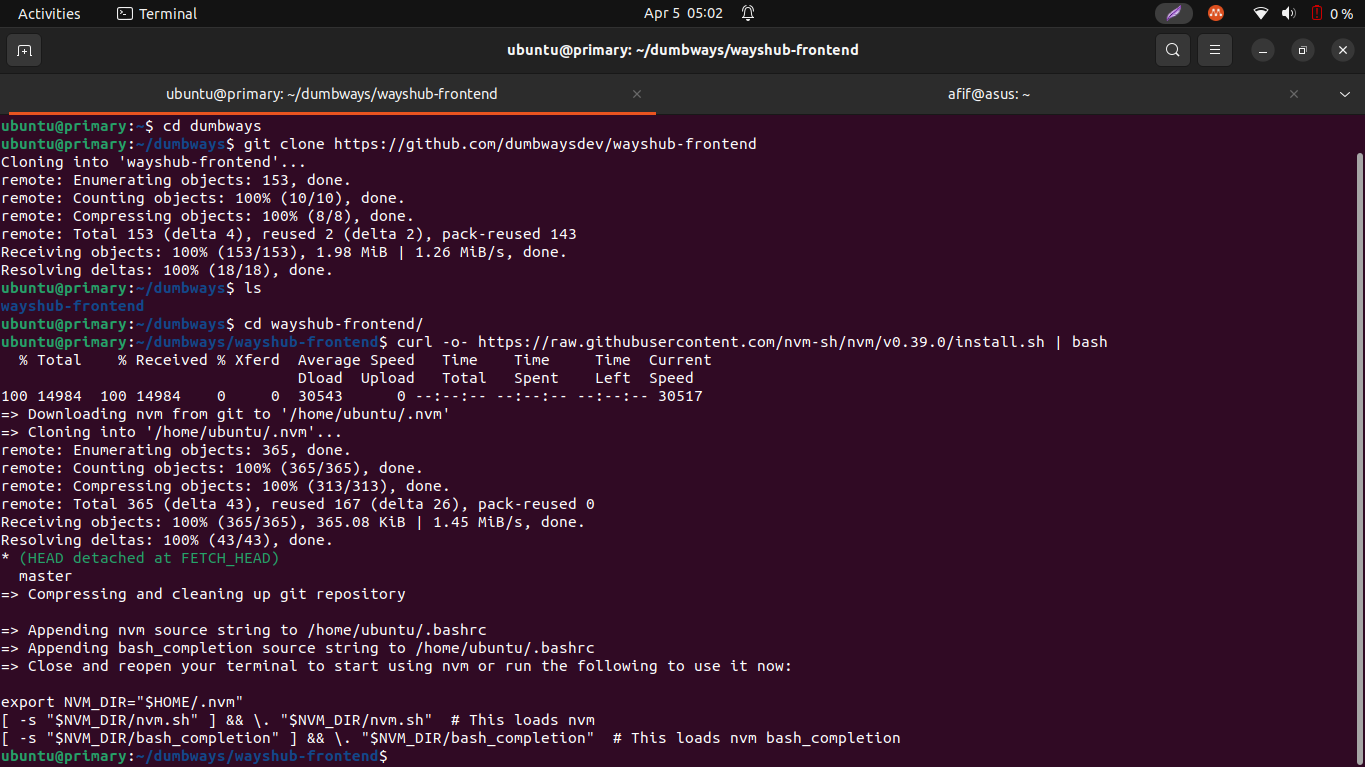 Activities Terminal Apr 5 05:02 0 %
ubuntu@primary: ~/dumbways/wayshub-frontend
ubuntu@primary: ~/dumbways/wayshub-frontend afif@asus: ~
ubuntu@primary:~$ cd dumbways
ubuntu@primary:~/dumbways$ git clone https://github.com/dumbwaysdev/wayshub-frontend
Cloning into 'wayshub-frontend'...
remote: Enumerating objects: 153, done.
remote: Counting objects: 100% (10/10), done.
remote: Compressing objects: 100% (8/8), done.
remote: Total 153 (delta 4), reused 2 (delta 2), pack-reused 143
Receiving objects: 100% (153/153), 1.98 MiB | 1.26 MiB/s, done.
Resolving deltas: 100% (18/18), done.
ubuntu@primary:~/dumbways$ ls
wayshub-frontend
ubuntu@primary:~/dumbways$ cd wayshub-frontend/
ubuntu@primary:~/dumbways/wayshub-frontend$ curl -o- https://raw.githubusercontent.com/nvm-sh/nvm/v0.39.0/install.sh | bash
  % Total    % Received % Xferd  Average Speed   Time    Time     Time  Current
                                 Dload  Upload   Total   Spent    Left  Speed
100 14984  100 14984    0     0  30543      0 --:--:-- --:--:-- --:--:-- 30517
=> Downloading nvm from git to '/home/ubuntu/.nvm'
=> Cloning into '/home/ubuntu/.nvm'...
remote: Enumerating objects: 365, done.
remote: Counting objects: 100% (365/365), done.
remote: Compressing objects: 100% (313/313), done.
remote: Total 365 (delta 43), reused 167 (delta 26), pack-reused 0
Receiving objects: 100% (365/365), 365.08 KiB | 1.45 MiB/s, done.
Resolving deltas: 100% (43/43), done.
* (HEAD detached at FETCH_HEAD)
  master
=> Compressing and cleaning up git repository
=> Appending nvm source string to /home/ubuntu/.bashrc
=> Appending bash_completion source string to /home/ubuntu/.bashrc
=> Close and reopen your terminal to start using nvm or run the following to use it now:
export NVM_DIR="$HOME/.nvm"
[ -s "$NVM_DIR/nvm.sh" ] && \. "$NVM_DIR/nvm.sh"  # This loads nvm
[ -s "$NVM_DIR/bash_completion" ] && \. "$NVM_DIR/bash_completion"  # This loads nvm bash_completion
ubuntu@primary:~/dumbways/wayshub-frontend$